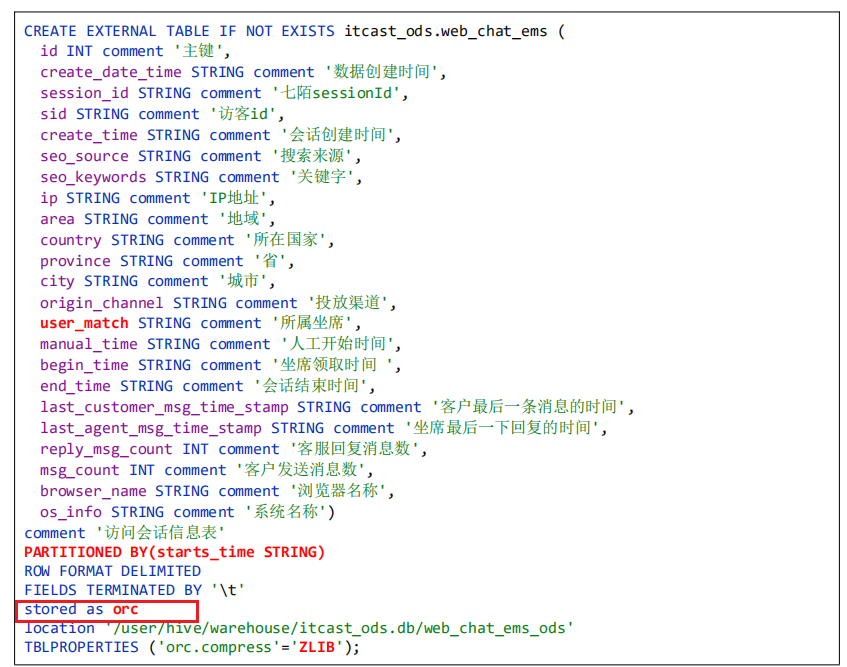 CREATE EXTERNAL TABLE IF NOT EXISTS itcast_ods.web_chat_ems (
id INT comment '主键',
create_date_time STRING comment '数据创建时间',
session_id STRING comment '七陌sessionId',
sid STRING comment '访客id',
create_time STRING comment '会话创建时间',
seo_source STRING comment '搜索来源',
seo_keywords STRING comment '关键字',
ip STRING comment 'IP地址',
area STRING comment '地域',
country STRING comment '所在国家',
province STRING comment '省',
city STRING comment '城市',
origin_channel STRING comment '投放渠道',
user_match STRING comment '所属坐席',
manual_time STRING comment '人工开始时间',
begin_time STRING comment '坐席领取时间 ',
end_time STRING comment '会话结束时间',
last_customer_msg_time_stamp STRING comment '客户最后一条消息的时间',
last_agent_msg_time_stamp STRING comment '坐席最后一下回复的时间',
reply_msg_count INT comment '客服回复消息数',
msg_count INT comment '客户发送消息数',
browser_name STRING comment '浏览器名称',
os_info STRING comment '系统名称')
comment '访问会话信息表'
PARTITIONED BY(starts_time STRING)
ROW FORMAT DELIMITED
FIELDS TERMINATED BY '\t'
stored as orc
location '/user/hive/warehouse/itcast_ods.db/web_chat_ems_ods'
TBLPROPERTIES ('orc.compress'='ZLIB');